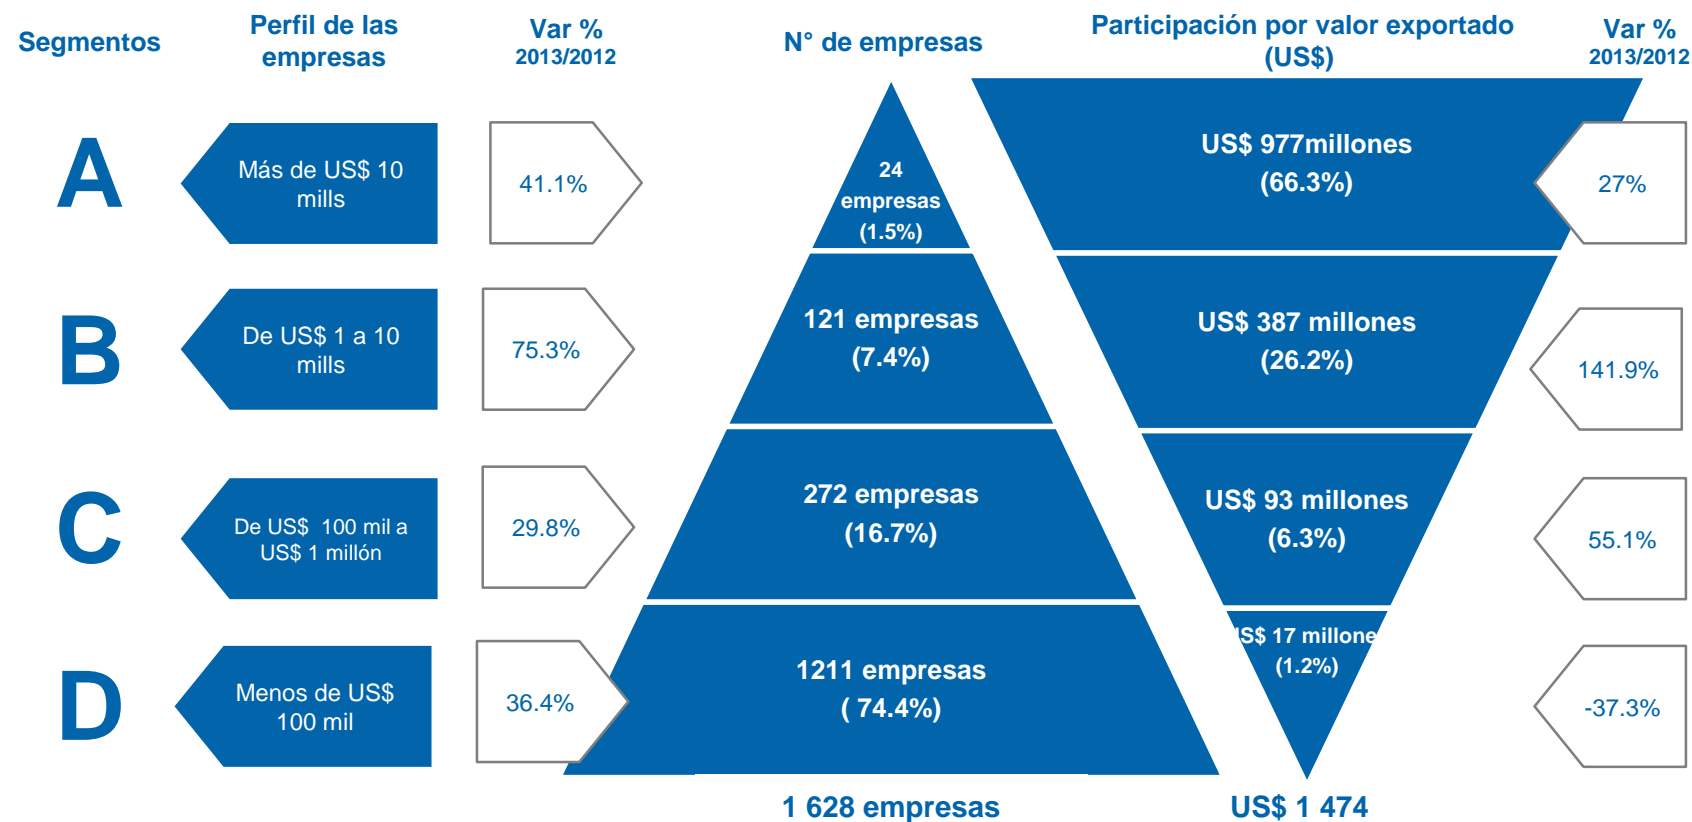 Segmentos
Perfil de las
empresas
Var %
2013/2012
N° de empresas
Participación por valor exportado
(US$)
Var %
2013/2012
A
Más de US$ 10
mills
41.1%
24
empresas
(1.5%)
US$ 977millones
(66.3%)
27%
B
De US$ 1 a 10
mills
75.3%
121 empresas
(7.4%)
US$ 387 millones
(26.2%)
141.9%
C
De US$ 100 mil a
US$ 1 millón
29.8%
272 empresas
(16.7%)
US$ 93 millones
(6.3%)
55.1%
D
Menos de US$
100 mil
36.4%
1211 empresas
( 74.4%)
US$ 17 millone
(1.2%)
-37.3%
1 628 empresas
US$ 1 474